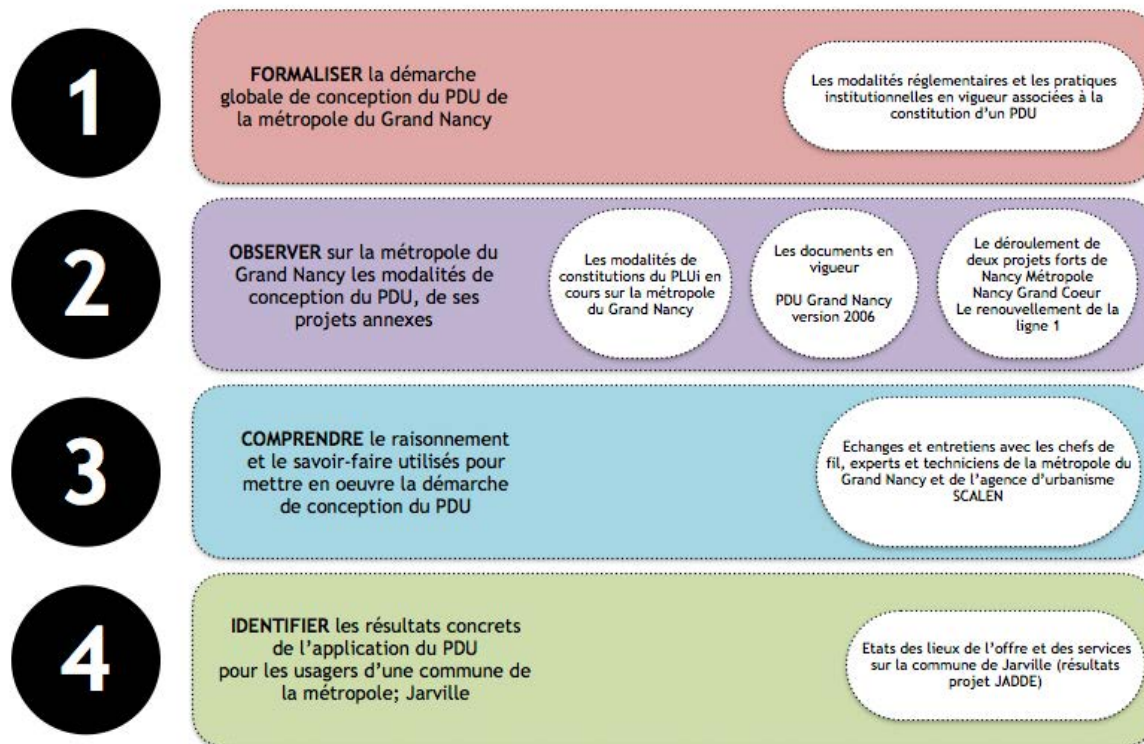 1
FORMALISER la démarche
globale de conception du PDU de
la métropole du Grand Nancy
Les modalités réglementaires et les pratiques
institutionnelles en vigueur associées à la
constitution d'un PDU
2
OBSERVER sur la métropole du
Grand Nancy les modalités de
conception du PDU, de ses
projets annexes
Les modalités de
constitutions du PLUi en
cours sur la métropole
du Grand Nancy
Les documents en
vigueur
PDU Grand Nancy
version 2006
Le déroulement de
deux projets forts de
Nancy Métropole
Nancy Grand Coeur
Le renouvellement de la
ligne 1
3
COMPRENDRE le raisonnement
et le savoir-faire utilisés pour
mettre en oeuvre la démarche
de conception du PDU
Echanges et entretiens avec les chefs de
fil, experts et techniciens de la métropole du
Grand Nancy et de l'agence d'urbanisme
SCALEN
4
IDENTIFIER les résultats concrets
de l'application du PDU
pour les usagers d'une commune de
la métropole; Jarville
Etats des lieux de l'offre et des services
sur la commune de Jarville (résultats
projet JADDE)